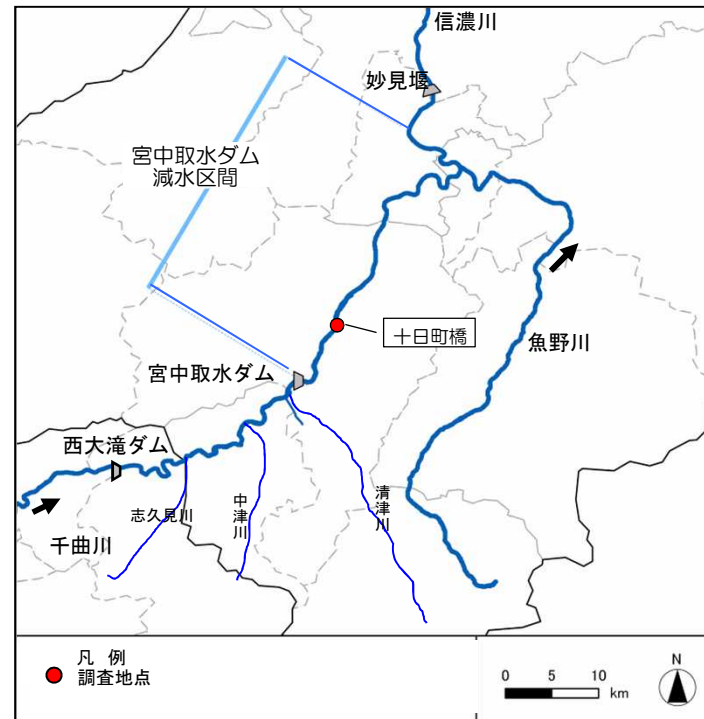 信濃川
妙見堰
宮中取水ダム
減水区間
十日町橋
魚野川
宮中取水ダム
西大滝ダム
志久見川
中津川
清津川
千曲川
凡 例
調査地点
0 5 10
km
N